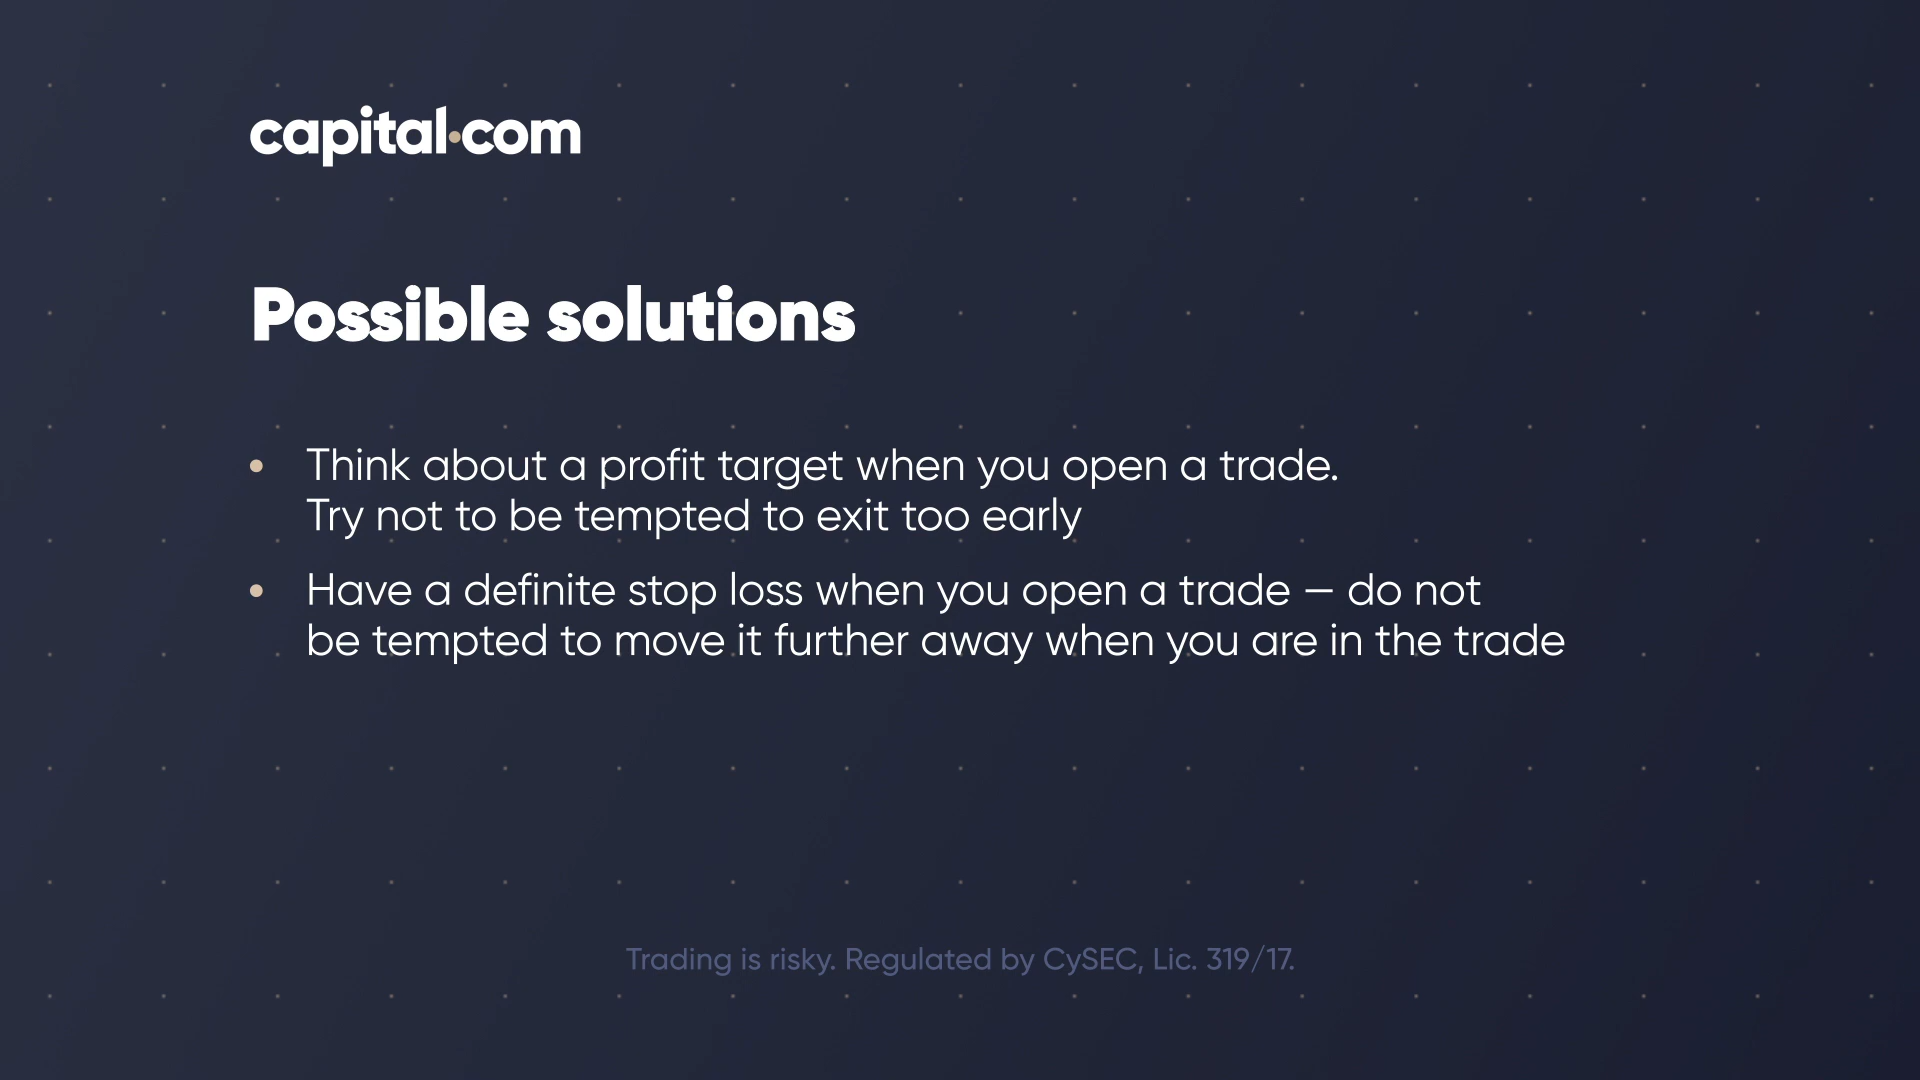 capital.com
Possible solutions
• Think about a profit target when you open a trade.
Try not to be tempted to exit too early
• Have a definite stop loss when you open a trade — do not
be tempted to move it further away when you are in the trade
Trading is risky. Regulated by CySEC, Lic. 319/17.